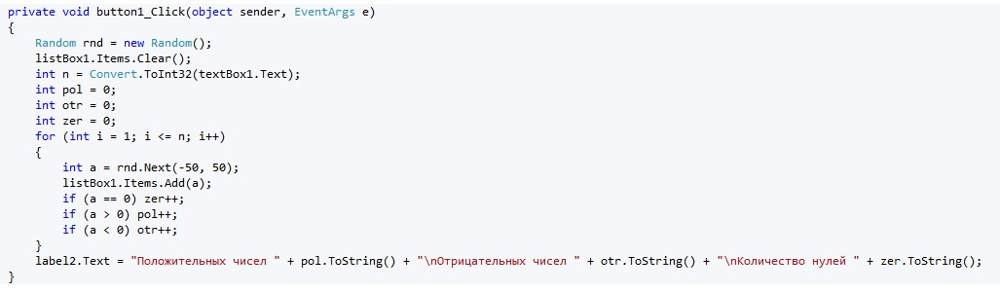 private void button1_Click(object sender, EventArgs e)
{
    Random rnd = new Random();
    listBox1.Items.Clear();
    int n = Convert.ToInt32(textBox1.Text);
    int pol = 0;
    int otr = 0;
    int zer = 0;
    for (int i = 1; i <= n; i++)
    {
        int a = rnd.Next(-50, 50);
        listBox1.Items.Add(a);
        if (a == 0) zer++;
        if (a > 0) pol++;
        if (a < 0) otr++;
    }
    label2.Text = "Положительных чисел " + pol.ToString() + "\nОтрицательных чисел " + otr.ToString() + "\nКоличество нулей " + zer.ToString();
}